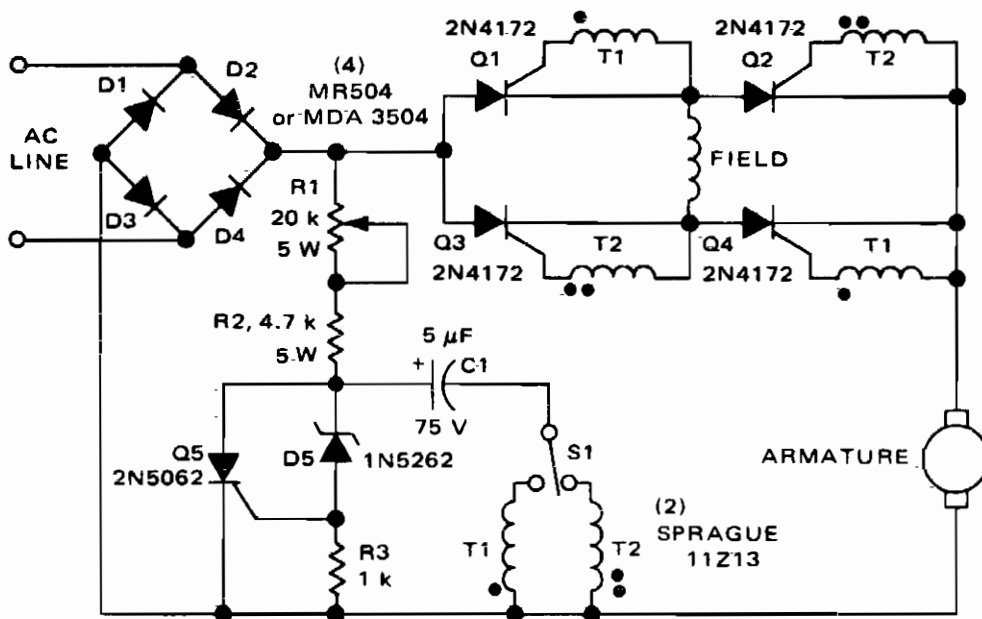 2N4172
Q1
T1
2N4172
Q2
T2
D1
D2
(4)
MR504
or MDA 3504
AC
LINE
FIELD
D3
D4
R1
20 k
5 W
Q3
2N4172
T2
Q4
2N4172
T1
R2, 4.7 k
5 W
5 μF
+
C1
75 V
Q5
2N5062
D5
1N5262
S1
ARMATURE
(2)
SPRAGUE
11Z13
T1
T2
R3
1 k